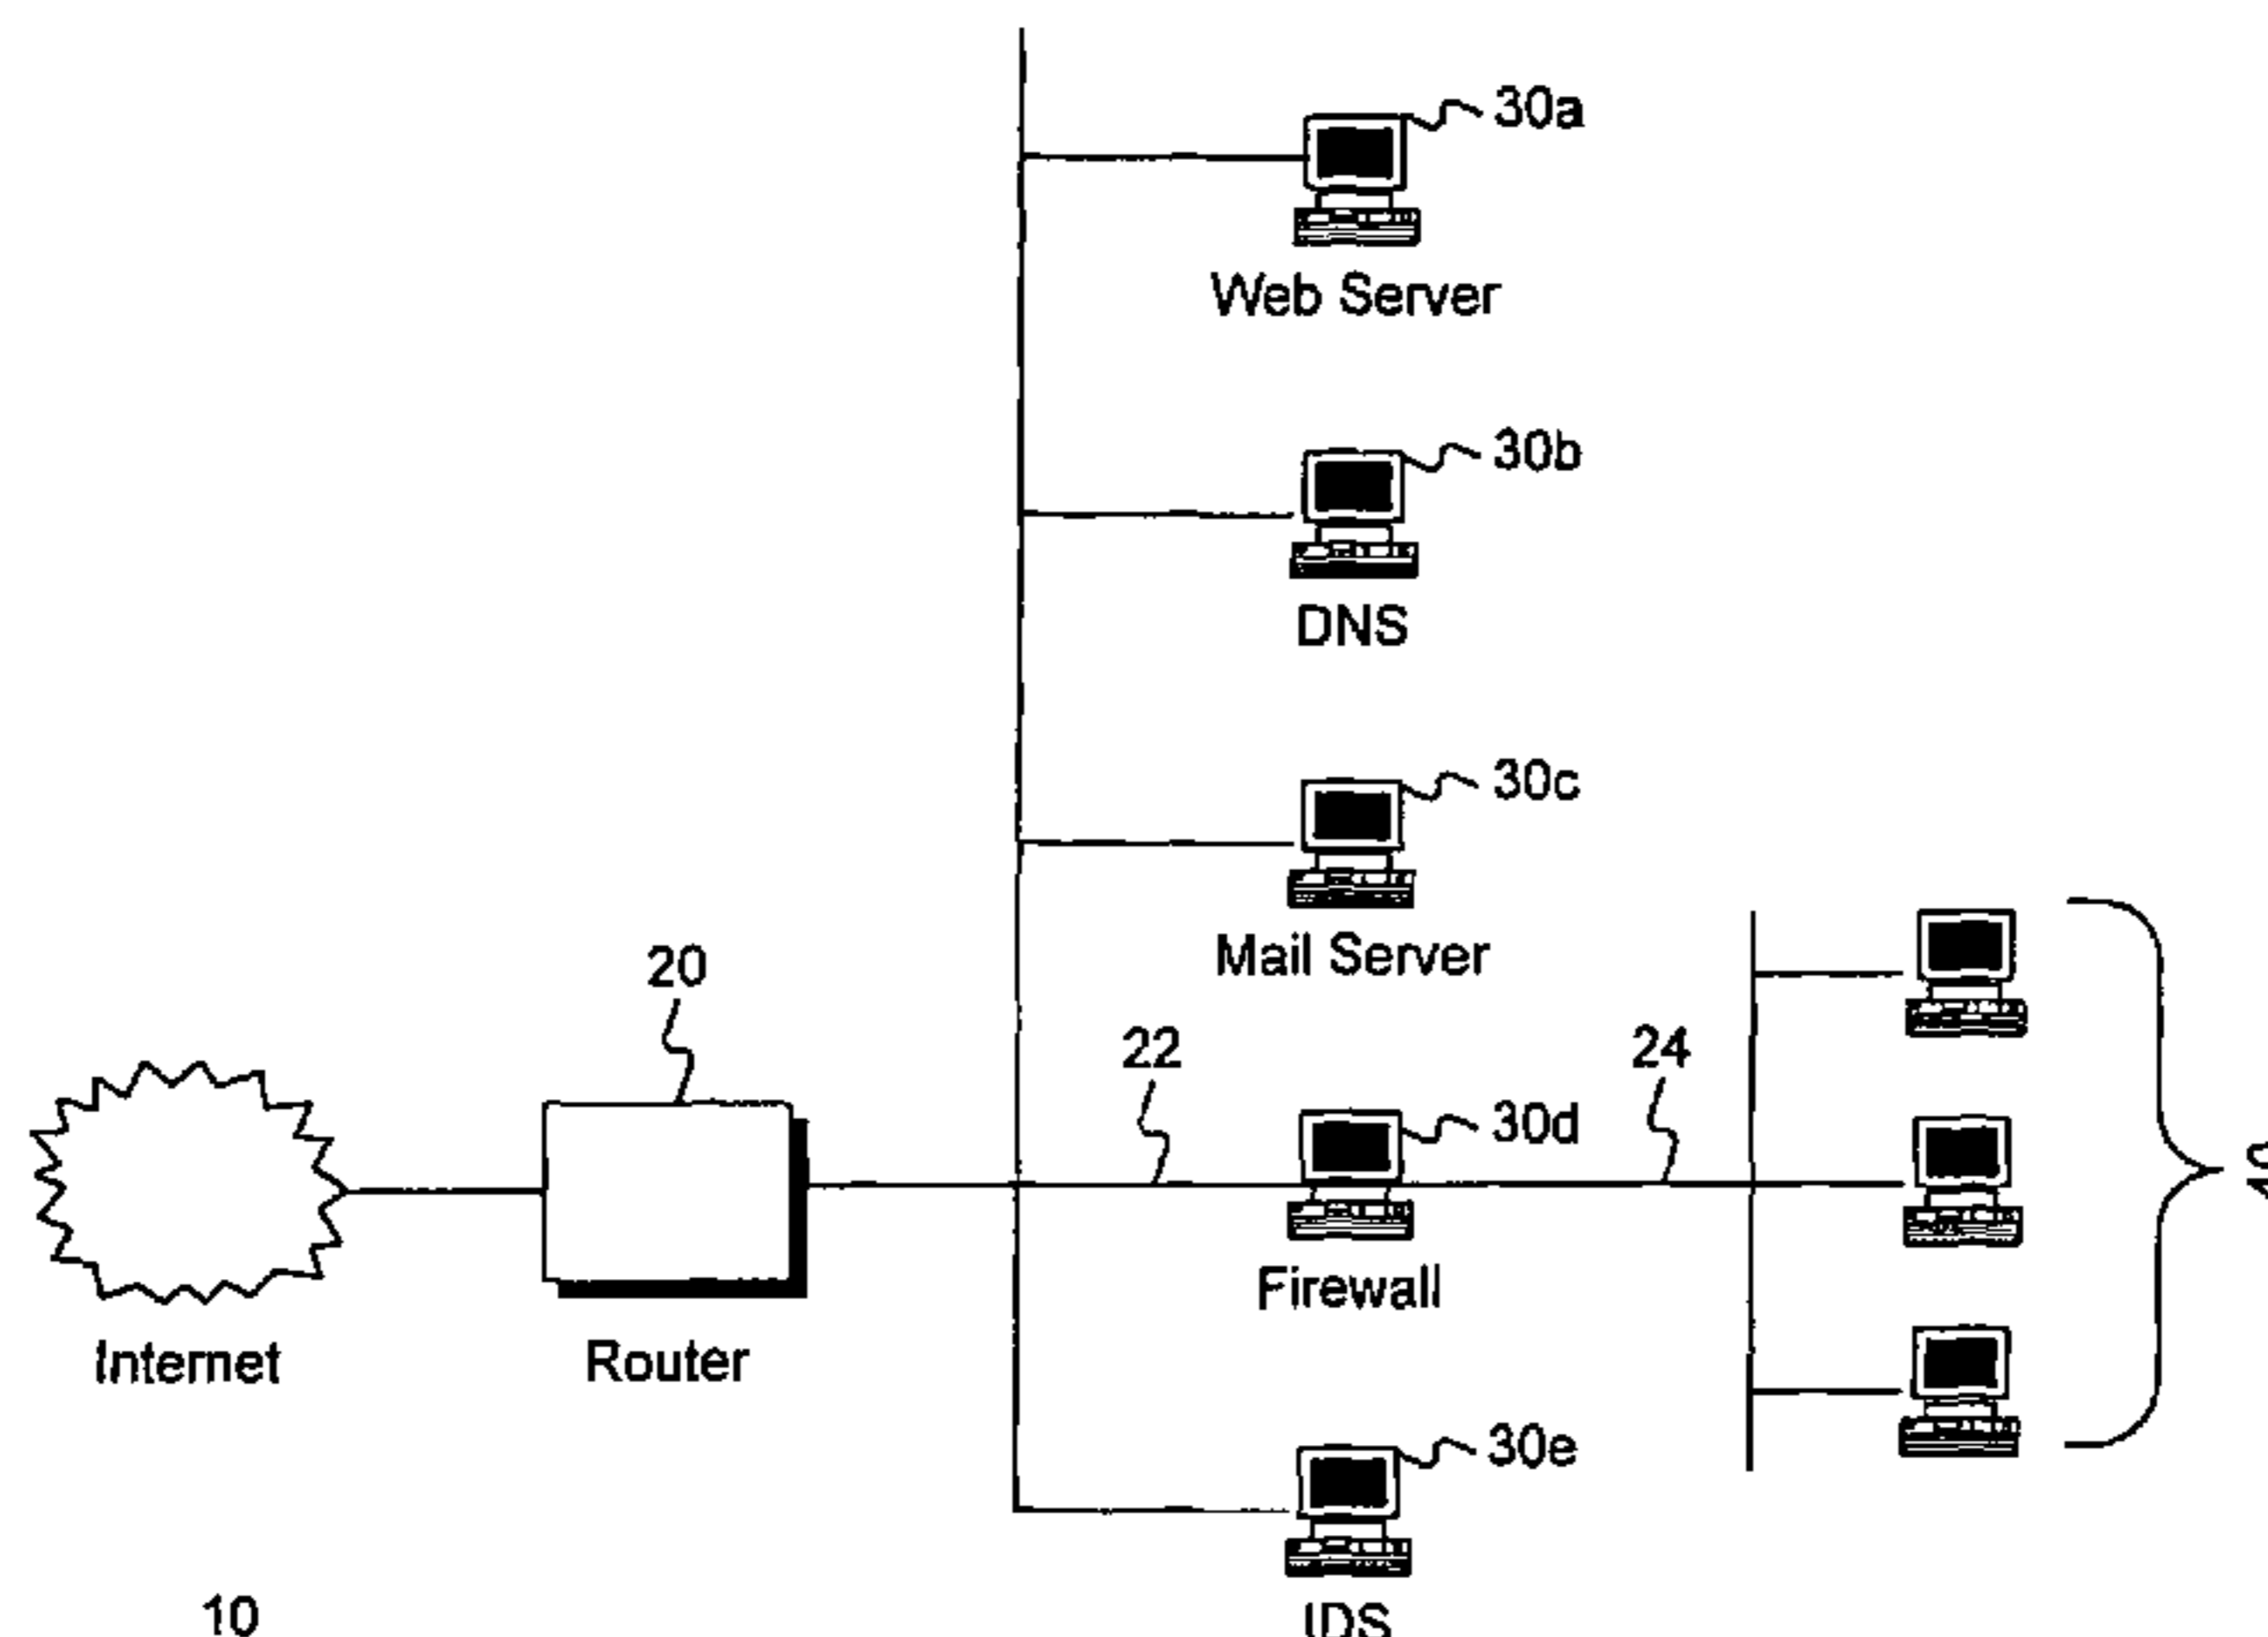 30a
Web Server
30b
DNS
30c
Mail Server
20
22
24
30d
Firewall
Internet
Router
30e
10
IDS